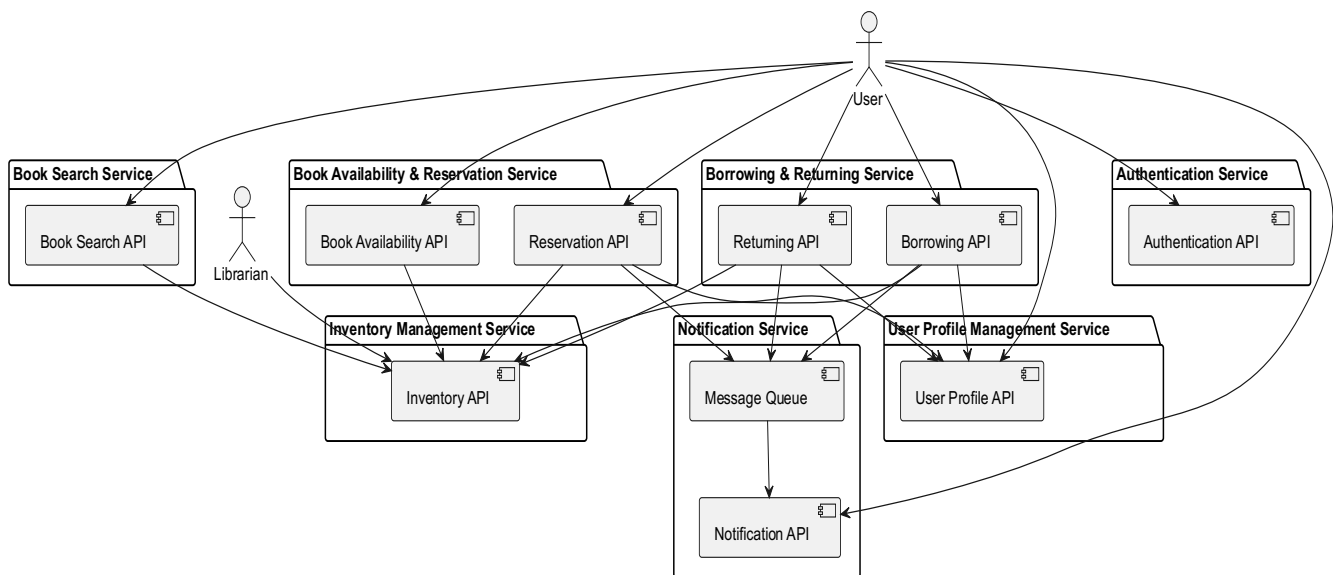 User
Book Search Service
Book Availability & Reservation Service
Borrowing & Returning Service
Authentication Service
Book Search API
Librarian
Book Availability API
Reservation API
Returning API
Borrowing API
Authentication API
Inventory Management Service
Notification Service
User Profile Management Service
Inventory API
Message Queue
User Profile API
Notification API